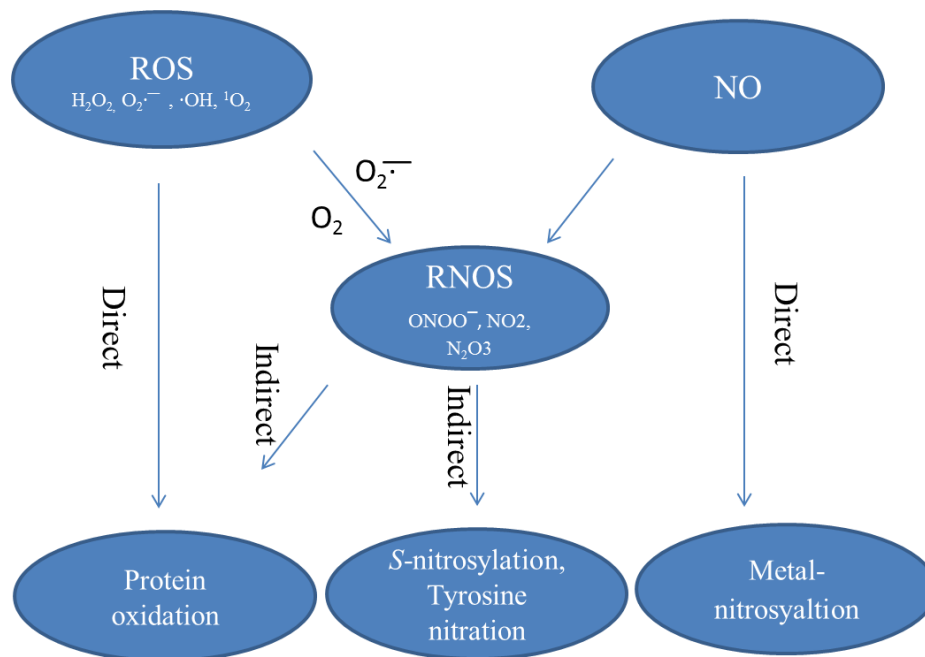 ROS
H₂O₂, O₂·⁻ , ·OH, ¹O₂
NO
O₂·⁻
O₂
RNOS
ONOO⁻, NO2,
N₂O3
Direct
Indirect
Indirect
Direct
Protein
oxidation
S-nitrosylation,
Tyrosine
nitration
Metal-
nitrosyaltion